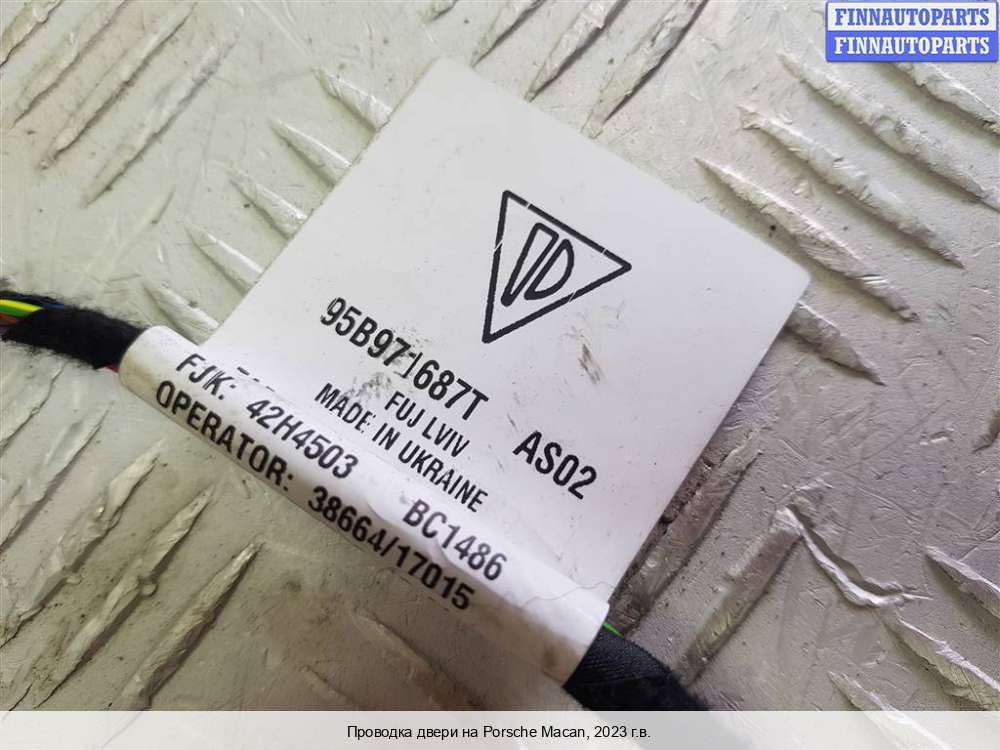 FINNAUTOPARTS
FINNAUTOPARTS
95B971687T
AS02
FUJ LVIV
MADE IN UKRAINE
FJK: 42H4503
BC1486
OPERATOR: 38664/17015
Проводка двери на Porsche Macan, 2023 г.в.